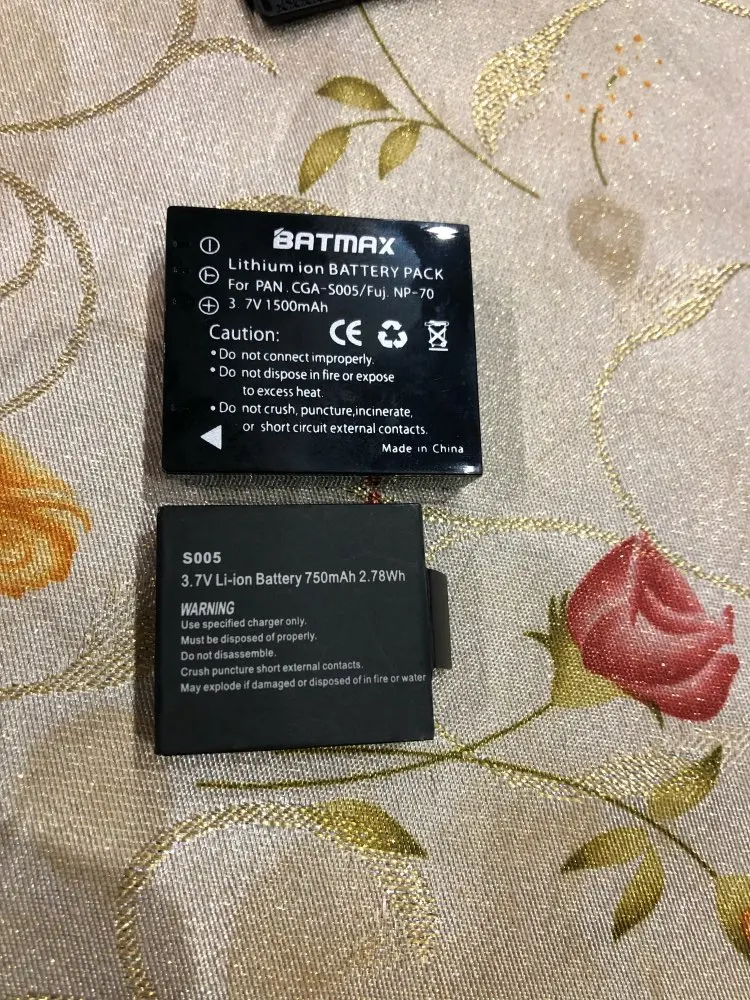 BATMAX
Lithium ion BATTERY PACK
For PAN. CGA-S005/Fuj. NP-70
3. 7V 1500mAh
Caution:
CE
• Do not connect improperly.
• Do not dispose in fire or expose
to excess heat.
• Do not crush, puncture,incinerate,
or short circuit external contacts.
Made in China
S005
3.7V Li-ion Battery 750mAh 2.78Wh
WARNING
Use specified charger only.
Must be disposed of properly.
Do not disassemble.
Crush puncture short external contacts.
May explode if damaged or disposed of in fire or water